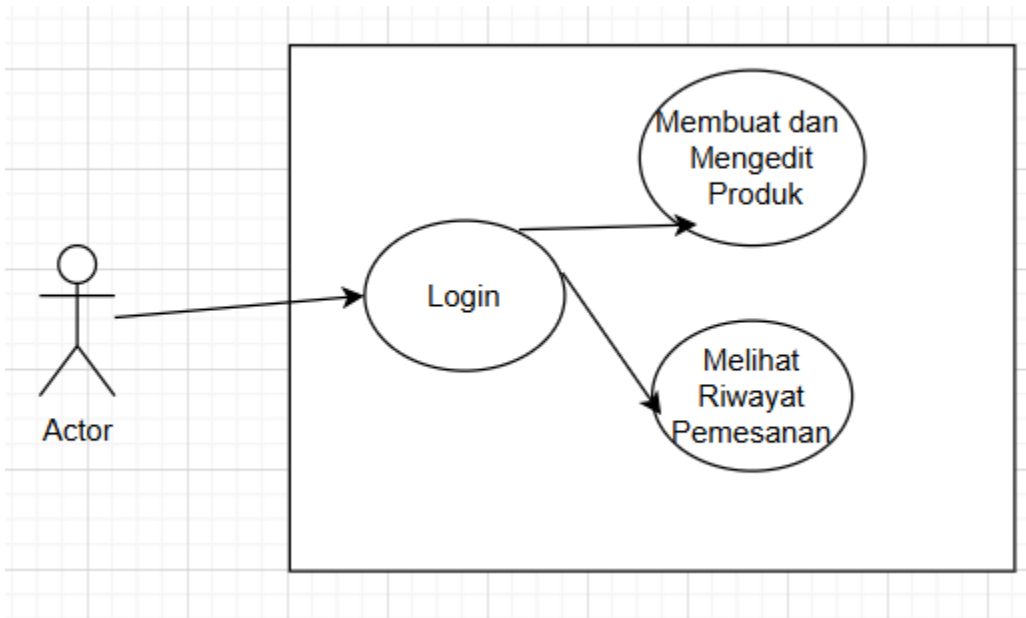 Membuat dan
Mengedit
Produk
Login
Melihat
Riwayat
Pemesanan
Actor